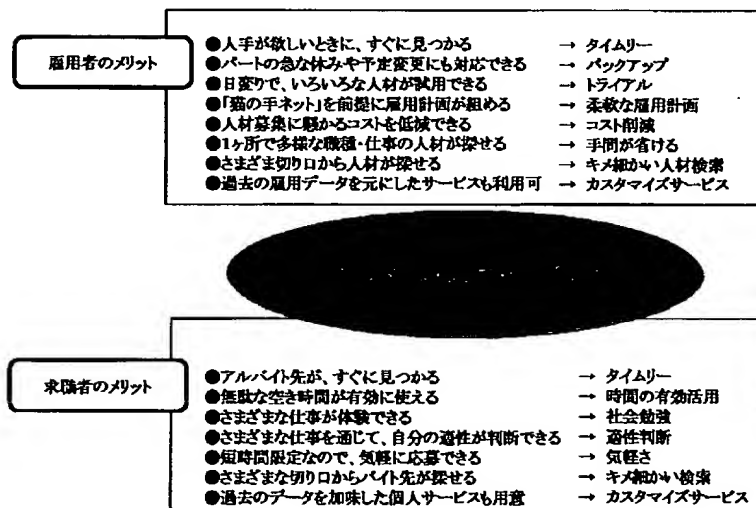 雇用者のメリット
●人手が欲しいときに、すぐに見つかる → タイムリー
●パートの急な休みや予定変更にも対応できる → バックアップ
●日変りで、いろいろな人材が試用できる → トライアル
●「猫の手ネット」を前提に雇用計画が組める → 柔軟な雇用計画
●人材募集に懸かるコストを低減できる → コスト削減
●1ヶ所で多様な職種・仕事の人材が探せる → 手間が省ける
●さまざま切り口から人材が探せる → キメ細かい人材検索
●過去の雇用データを元にしたサービスも利用可 → カスタマイズサービス
求職者のメリット
●アルバイト先が、すぐに見つかる → タイムリー
●無駄な空き時間が有効に使える → 時間の有効活用
●さまざまな仕事が体験できる → 社会勉強
●さまざまな仕事を通じて、自分の適性が判断できる → 適性判断
●短時間限定なので、気軽に応募できる → 気軽さ
●さまざまな切り口からバイト先が探せる → キメ細かい検索
●過去のデータを加味した個人サービスも用意 → カスタマイズサービス